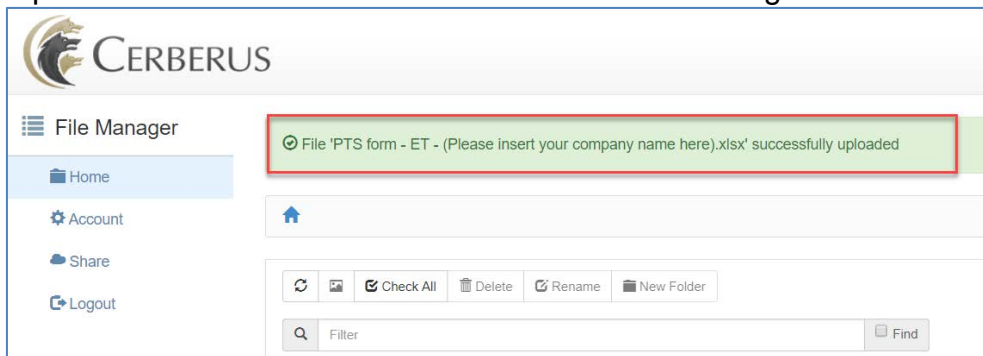 CERBERUS
File Manager
File 'PTS form - ET - (Please insert your company name here).xlsx' successfully uploaded
Home
Account
Share
Logout
Check All Delete Rename New Folder
Filter Find